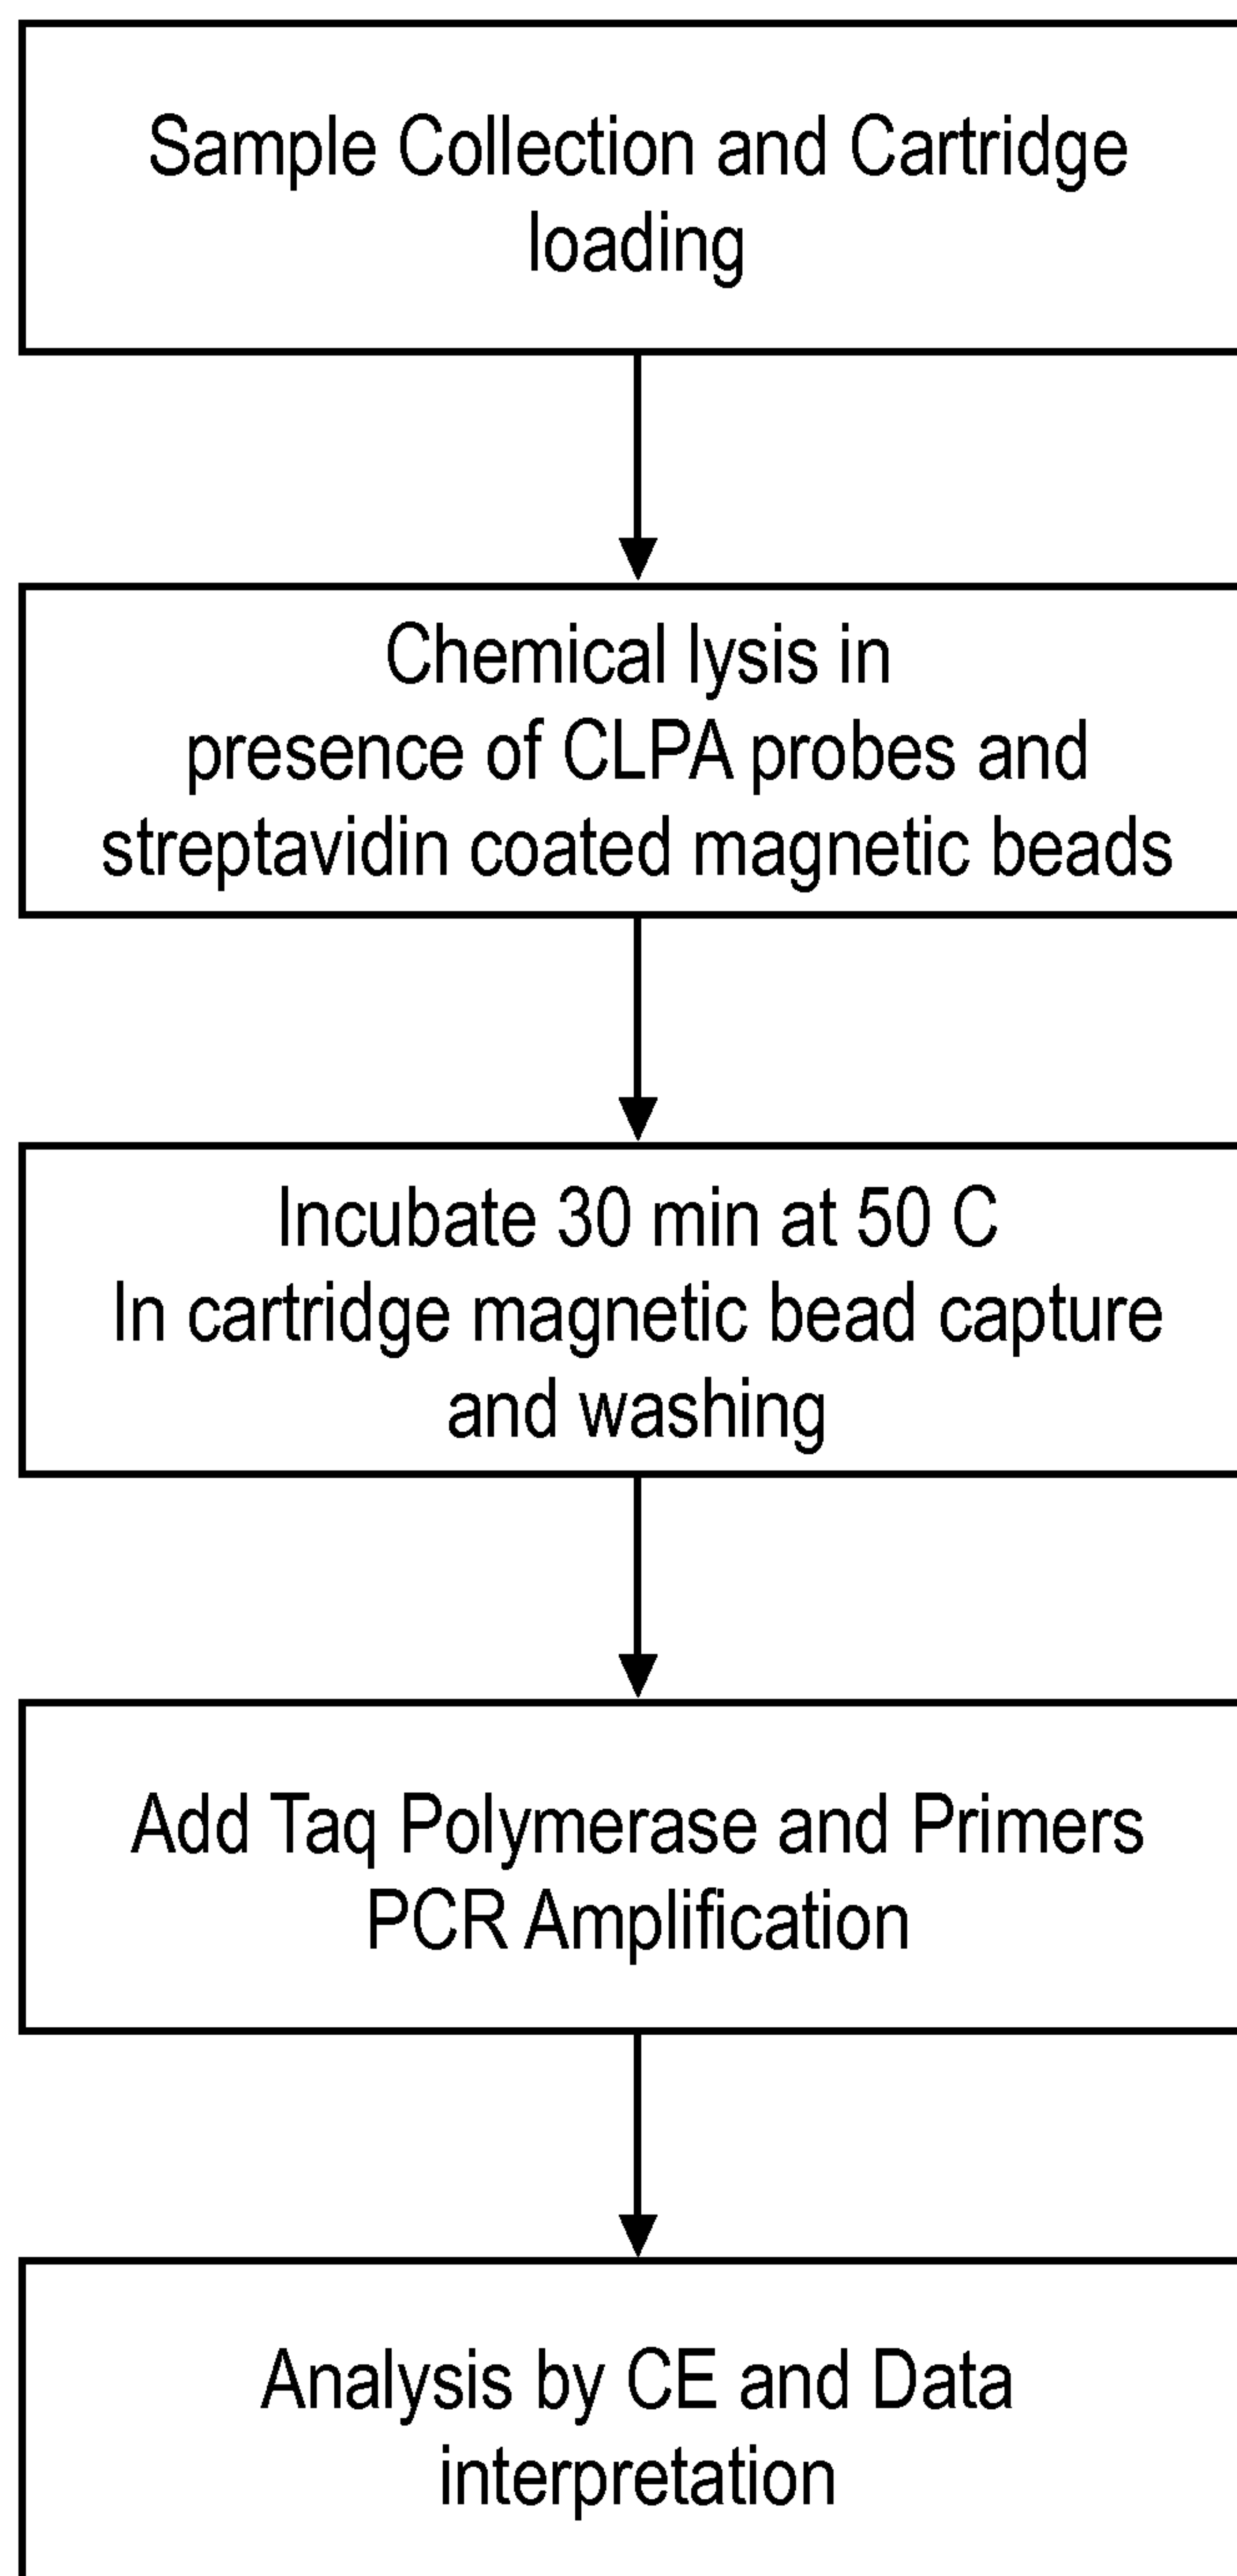 Sample Collection and Cartridge
loading
Chemical lysis in
presence of CLPA probes and
streptavidin coated magnetic beads
Incubate 30 min at 50 C
In cartridge magnetic bead capture
and washing
Add Taq Polymerase and Primers
PCR Amplification
Analysis by CE and Data
interpretation